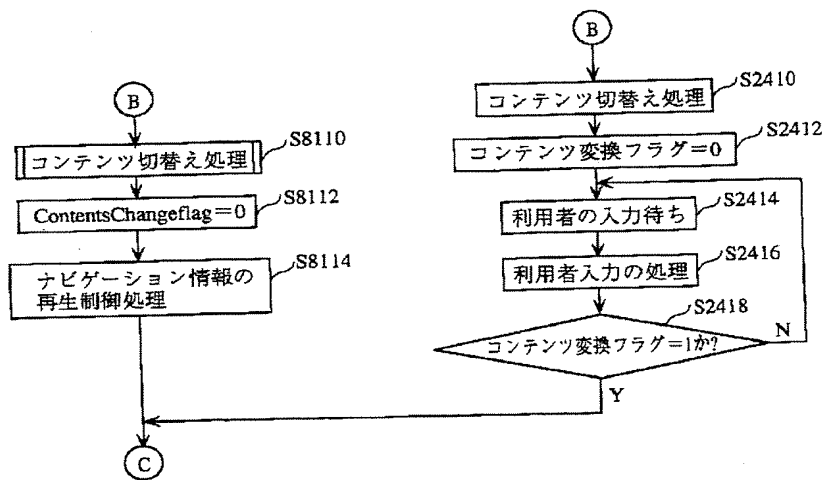 B
コンテンツ切替え処理
S8110
ContentsChangeflag=0
S8112
ナビゲーション情報の
再生制御処理
S8114
B
コンテンツ切替え処理
S2410
コンテンツ変換フラグ=0
S2412
利用者の入力待ち
S2414
利用者入力の処理
S2416
コンテンツ変換フラグ=1か?
S2418
N
Y
C